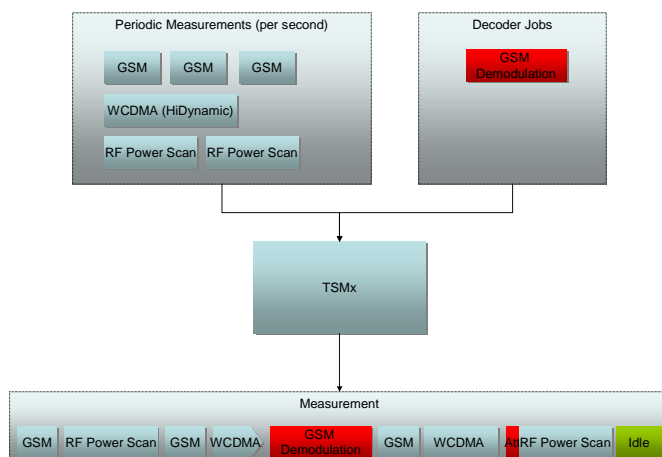 Periodic Measurements (per second)
Decoder Jobs
GSM GSM GSM
GSM
Demodulation
WCDMA (HiDynamic)
RF Power Scan RF Power Scan
TSMx
Measurement
GSM RF Power Scan GSM WCDMA GSM
Demodulation GSM WCDMA RF Power Scan Idle